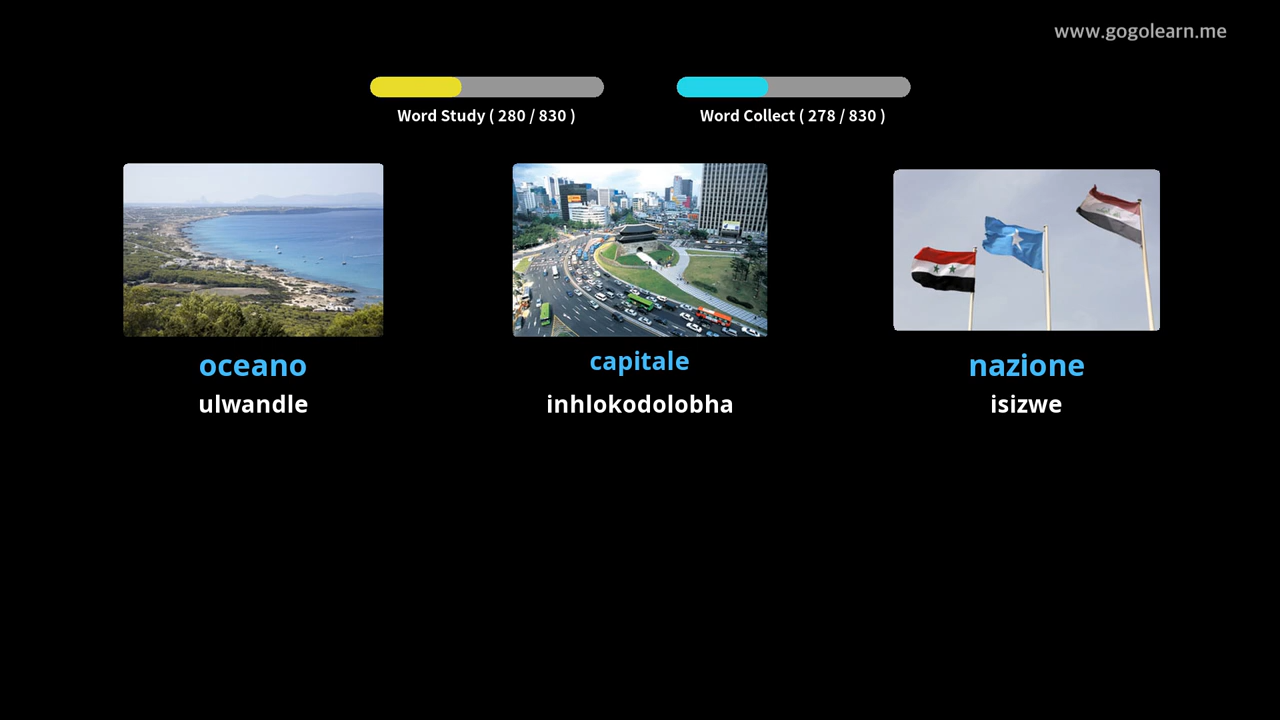 www.gogolearn.me
Word Study ( 280 / 830 )
Word Collect ( 278 / 830 )
oceano
ulwandle
capitale
inhlokodolobha
nazione
isizwe